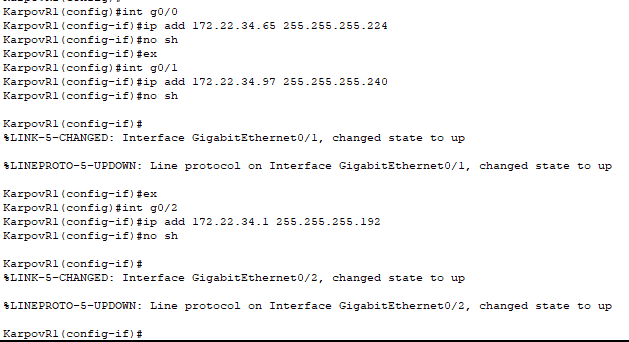 KarpovR1(config)#int g0/0
KarpovR1(config-if)#ip add 172.22.34.65 255.255.255.224
KarpovR1(config-if)#no sh
KarpovR1(config-if)#ex
KarpovR1(config)#int g0/1
KarpovR1(config-if)#ip add 172.22.34.97 255.255.255.240
KarpovR1(config-if)#no sh
KarpovR1(config-if)#
%LINK-5-CHANGED: Interface GigabitEthernet0/1, changed state to up
%LINEPROTO-5-UPDOWN: Line protocol on Interface GigabitEthernet0/1, changed state to up
KarpovR1(config-if)#ex
KarpovR1(config)#int g0/2
KarpovR1(config-if)#ip add 172.22.34.1 255.255.255.192
KarpovR1(config-if)#no sh
KarpovR1(config-if)#
%LINK-5-CHANGED: Interface GigabitEthernet0/2, changed state to up
%LINEPROTO-5-UPDOWN: Line protocol on Interface GigabitEthernet0/2, changed state to up
KarpovR1(config-if)#